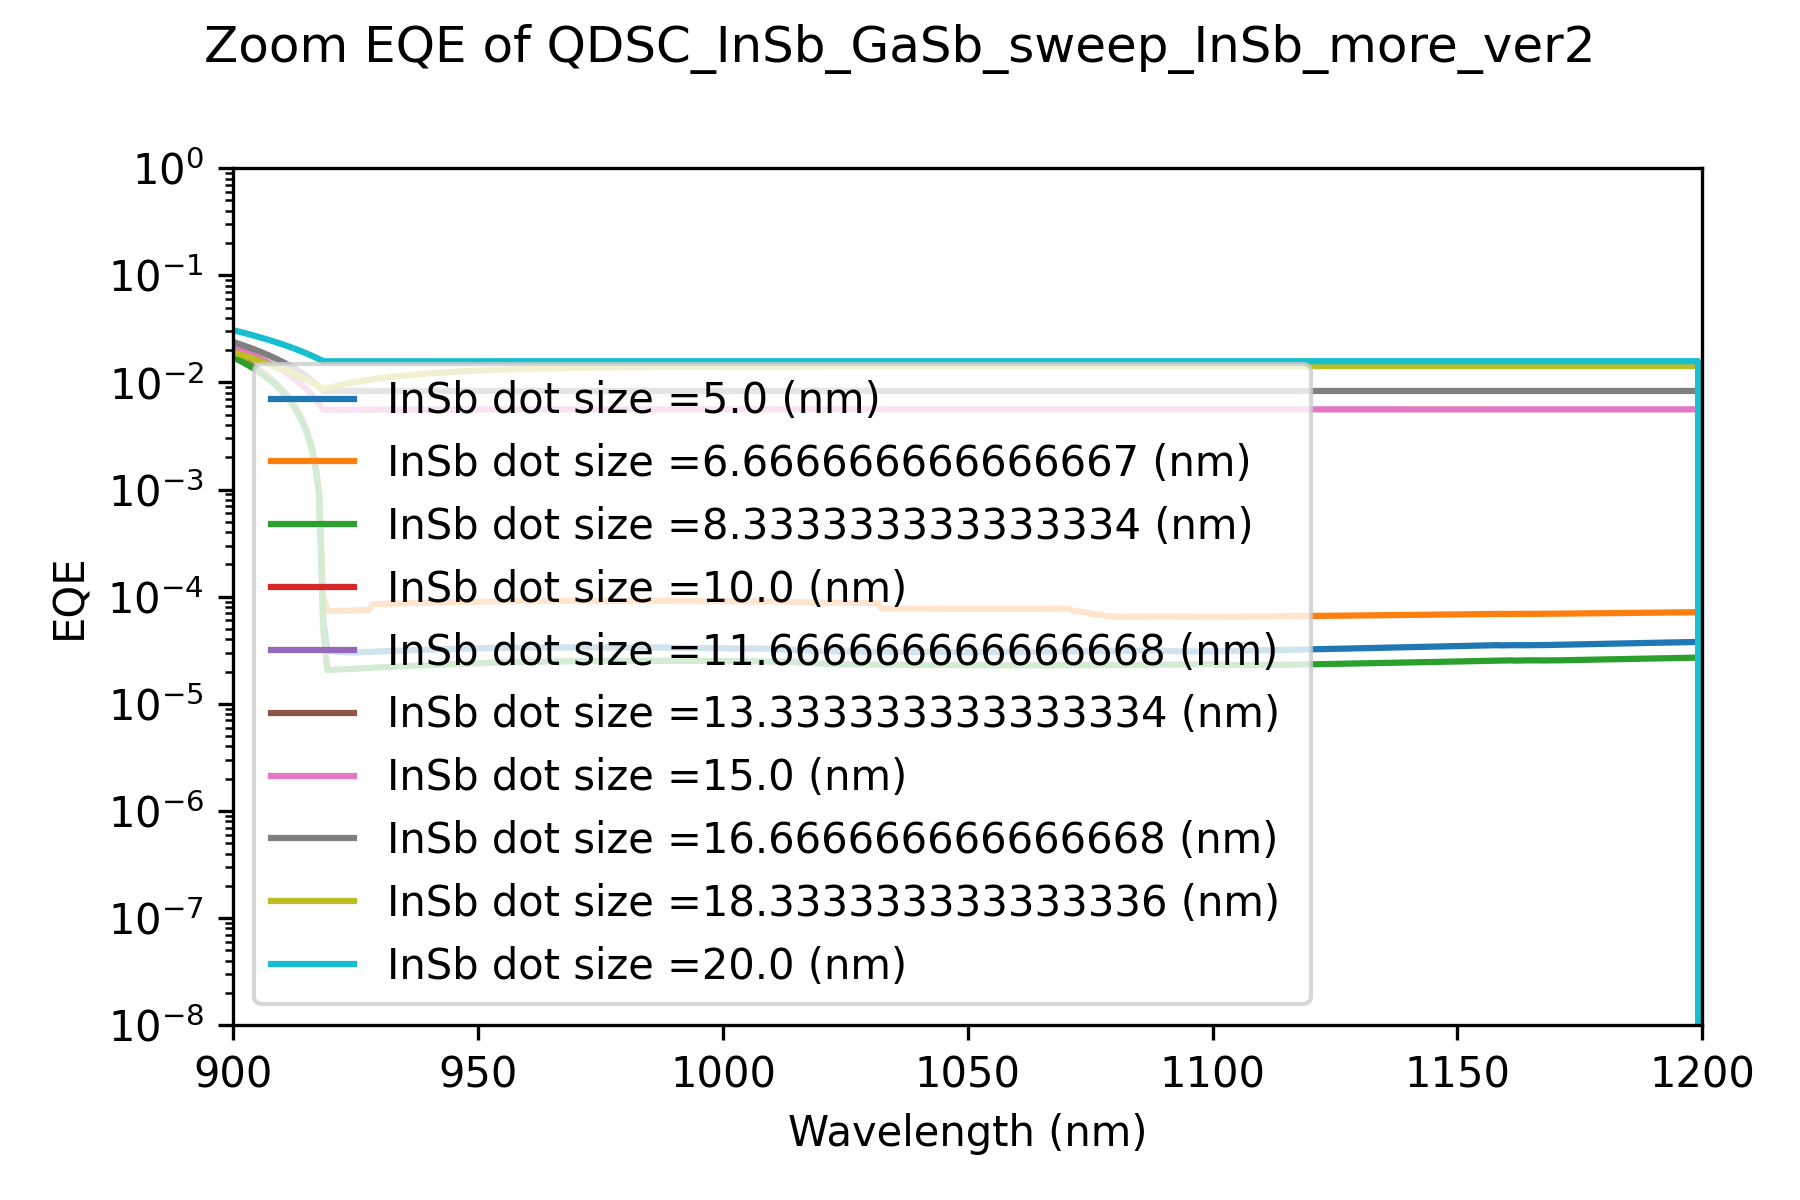 Zoom EQE of QDSC_InSb_GaSb_sweep_InSb_more_ver2
10⁰
10⁻¹
10⁻²
10⁻³
10⁻⁴
10⁻⁵
10⁻⁶
10⁻⁷
10⁻⁸
EQE
InSb dot size =5.0 (nm)
InSb dot size =6.666666666666667 (nm)
InSb dot size =8.333333333333334 (nm)
InSb dot size =10.0 (nm)
InSb dot size =11.666666666666668 (nm)
InSb dot size =13.333333333333334 (nm)
InSb dot size =15.0 (nm)
InSb dot size =16.666666666666668 (nm)
InSb dot size =18.333333333333336 (nm)
InSb dot size =20.0 (nm)
900 950 1000 1050 1100 1150 1200
Wavelength (nm)